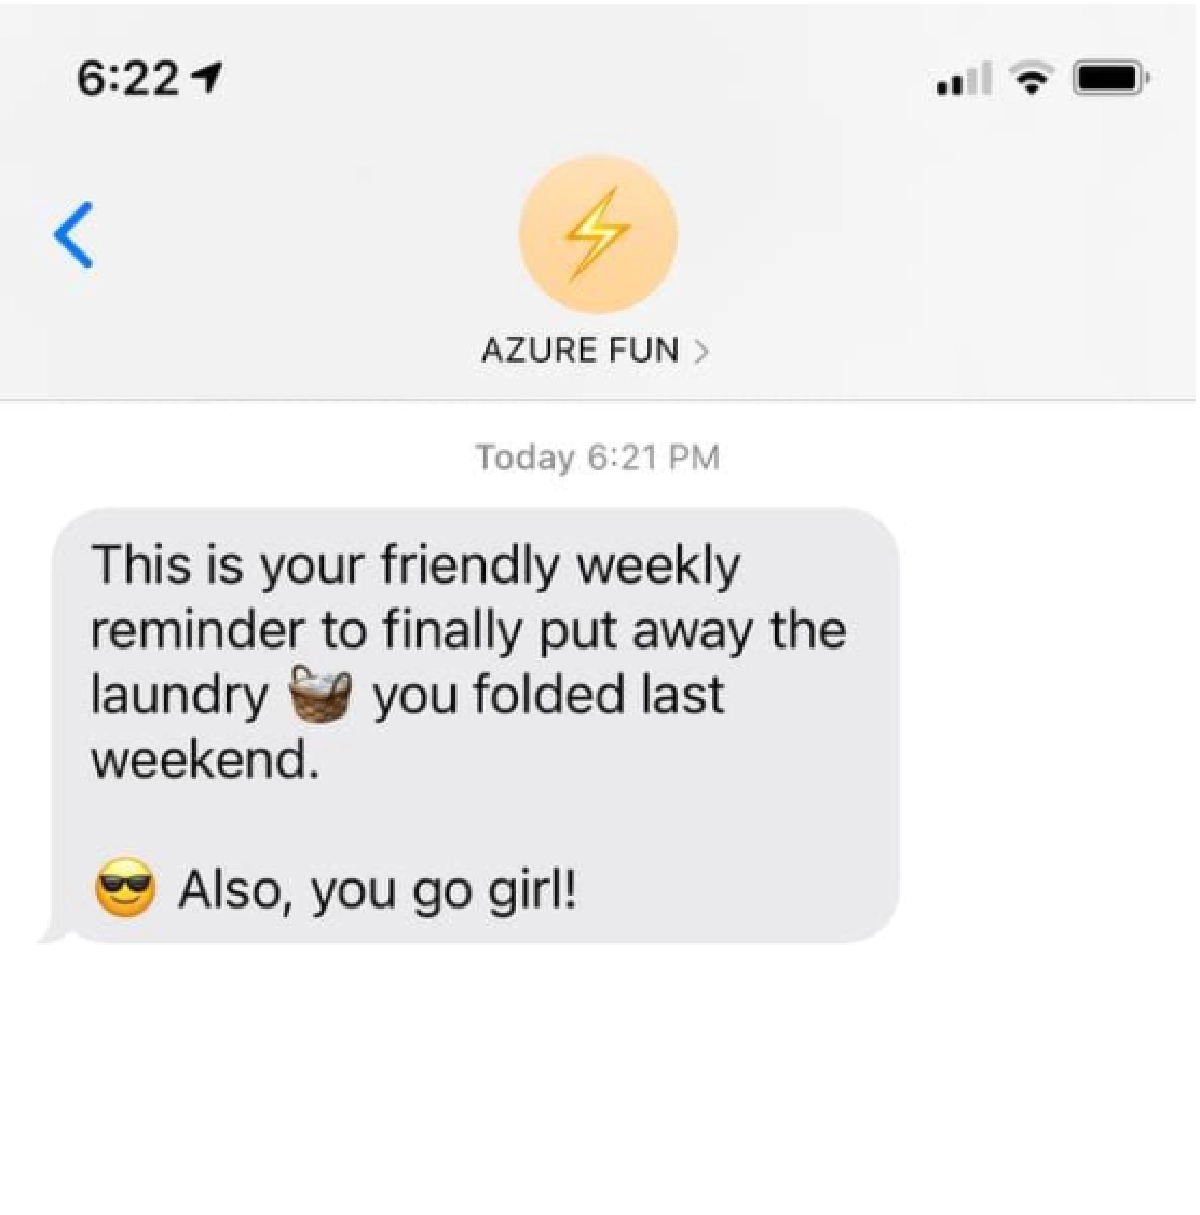 6:22
AZURE FUN >
Today 6:21 PM
This is your friendly weekly
reminder to finally put away the
laundry 🧺 you folded last
weekend.
😎 Also, you go girl!